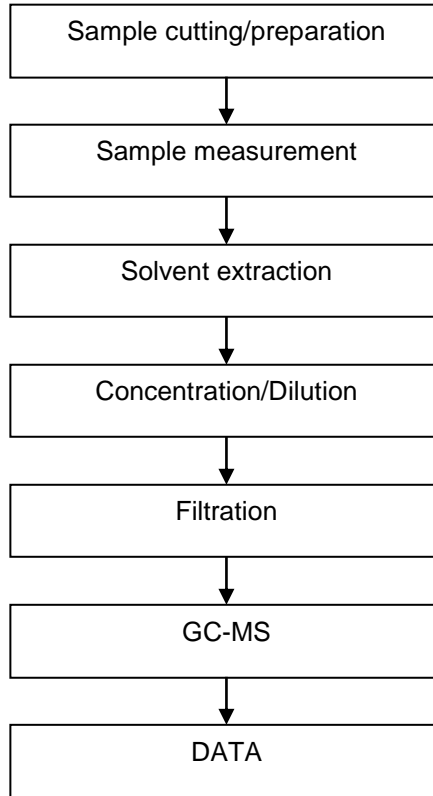 Sample cutting/preparation
Sample measurement
Solvent extraction
Concentration/Dilution
Filtration
GC-MS
DATA